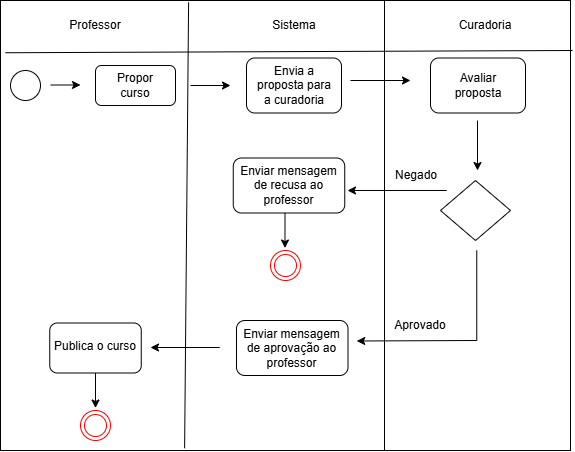 Professor
Sistema
Curadoria
Propor
curso
Envia a
proposta para
a curadoria
Avaliar
proposta
Negado
Enviar mensagem
de recusa ao
professor
Aprovado
Enviar mensagem
de aprovação ao
professor
Publica o curso